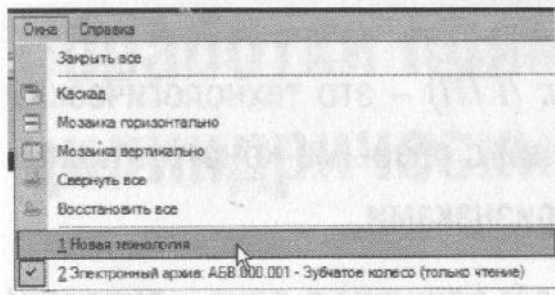 Окна Справка
Закрыть все
Каскад
Мозаика горизонтально
Мозаика вертикально
Свернуть все
Восстановить все
1 Новая технология
2 Электронный архив: АБВ 000.001 - Зубчатое колесо (только чтение)